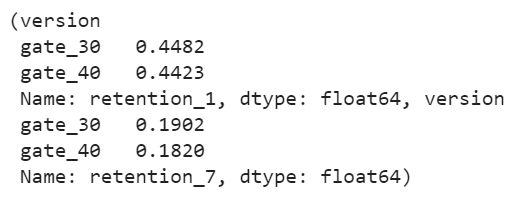 (version
gate_30 0.4482
gate_40 0.4423
Name: retention_1, dtype: float64, version
gate_30 0.1902
gate_40 0.1820
Name: retention_7, dtype: float64)